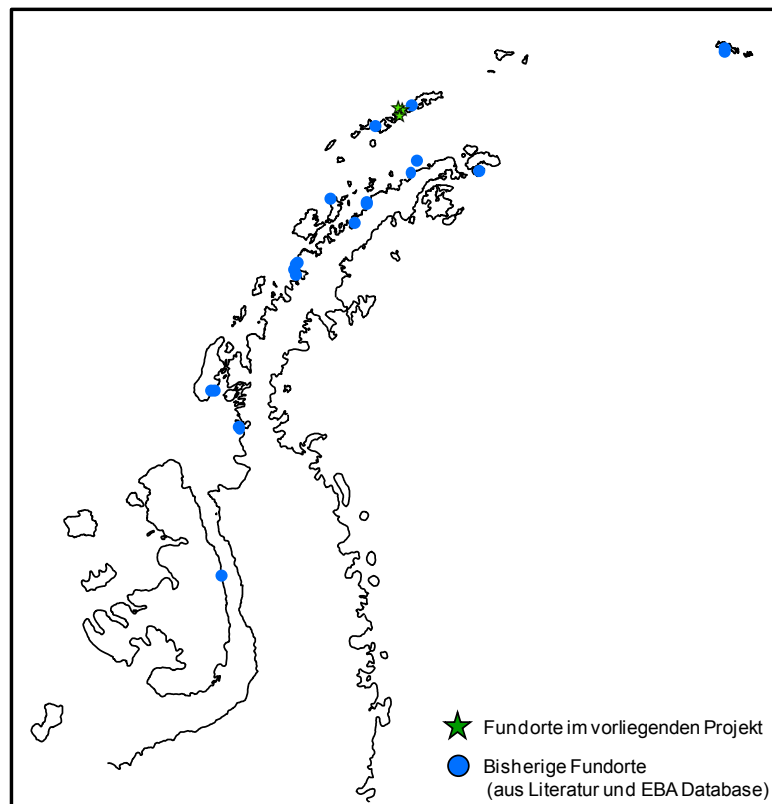 Fundorte im vorliegenden Projekt
Bisherige Fundorte
(aus Literatur und EBA Database)